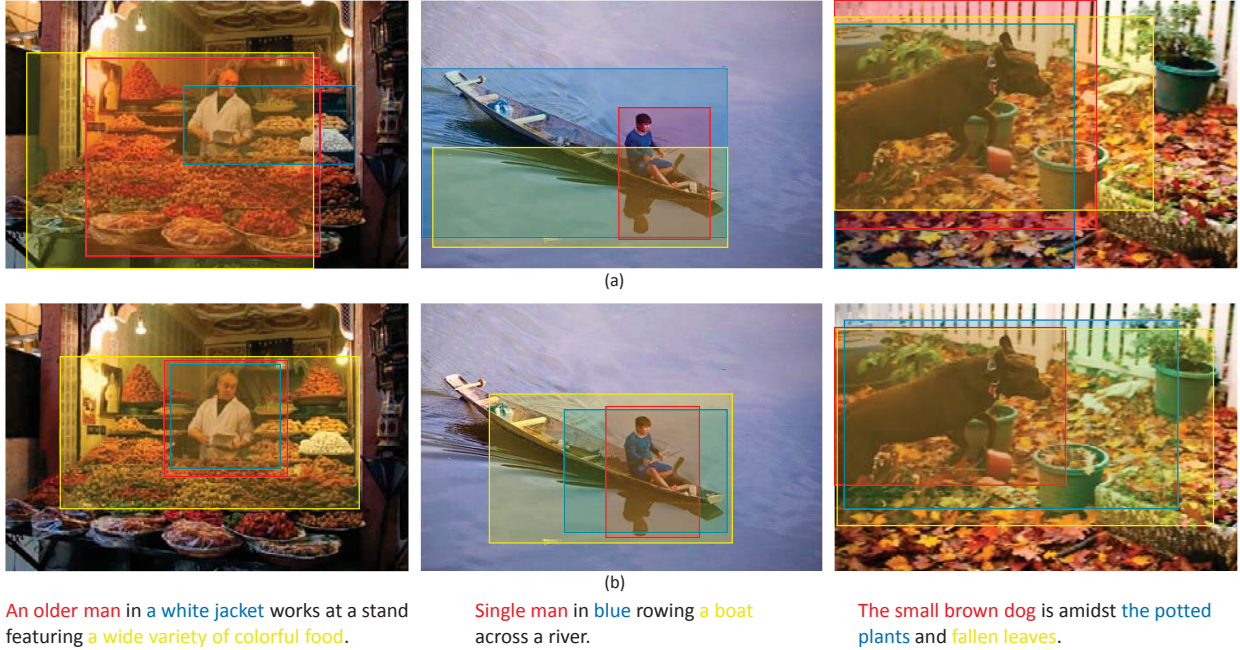 (a)
(b)
An older man in a white jacket works at a stand
featuring a wide variety of colorful food.
Single man in blue rowing a boat
across a river.
The small brown dog is amidst the potted
plants and fallen leaves.